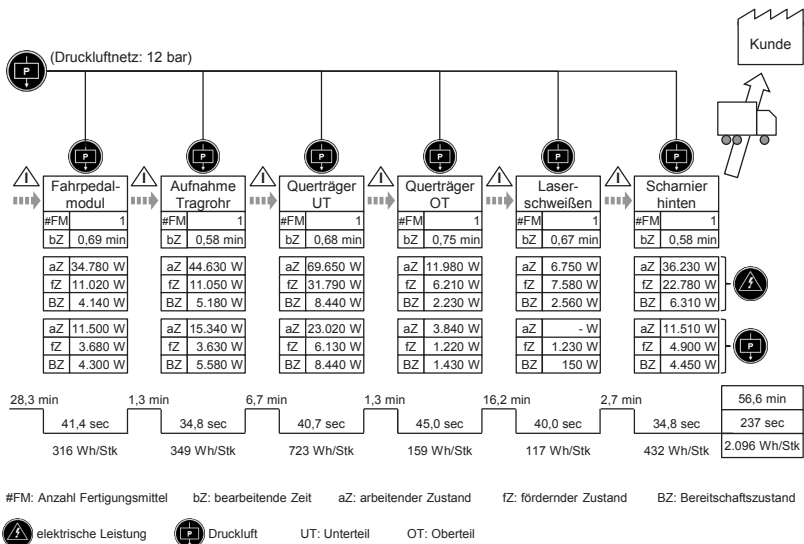 Kunde
(Druckluftnetz: 12 bar)
P
P P P P P P
I I I I I I
Fahrpedal-
modul
#FM 1
bZ 0,69 min
aZ 34.780 W
fZ 11.020 W
BZ 4.140 W
aZ 11.500 W
fZ 3.680 W
BZ 4.300 W
Aufnahme
Tragrohr
#FM 1
bZ 0,58 min
aZ 44.630 W
fZ 11.050 W
BZ 5.180 W
aZ 15.340 W
fZ 3.630 W
BZ 5.580 W
Querträger
UT
#FM 1
bZ 0,68 min
aZ 69.650 W
fZ 31.790 W
BZ 8.440 W
aZ 23.020 W
fZ 6.130 W
BZ 8.440 W
Querträger
OT
#FM 1
bZ 0,75 min
aZ 11.980 W
fZ 6.210 W
BZ 2.230 W
aZ 3.840 W
fZ 1.220 W
BZ 1.430 W
Laser-
schweißen
#FM 1
bZ 0,67 min
aZ 6.750 W
fZ 7.580 W
BZ 2.560 W
aZ - W
fZ 1.230 W
BZ 150 W
Scharnier
hinten
#FM 1
bZ 0,58 min
aZ 36.230 W
fZ 22.780 W
BZ 6.310 W
aZ 11.510 W
fZ 4.900 W
BZ 4.450 W
P
28,3 min 1,3 min 6,7 min 1,3 min 16,2 min 2,7 min 56,6 min
41,4 sec 34,8 sec 40,7 sec 45,0 sec 40,0 sec 34,8 sec 237 sec
316 Wh/Stk 349 Wh/Stk 723 Wh/Stk 159 Wh/Stk 117 Wh/Stk 432 Wh/Stk 2.096 Wh/Stk
#FM: Anzahl Fertigungsmittel bZ: bearbeitende Zeit aZ: arbeitender Zustand fZ: fördernder Zustand BZ: Bereitschaftszustand
elektrische Leistung P Druckluft UT: Unterteil OT: Oberteil